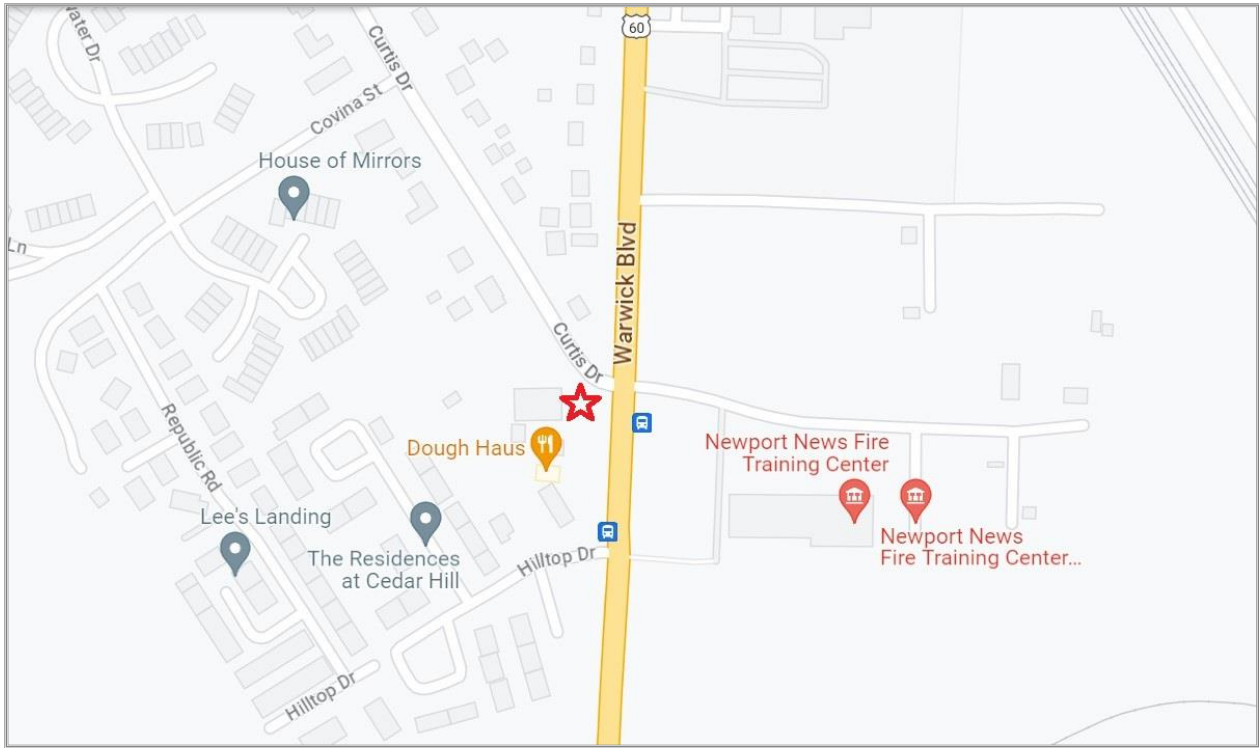 60
Water Dr
Curtis Dr
Covina St
House of Mirrors
Ln
Warwick Blvd
Curtis Dr
Republic Rd
Dough Haus
Newport News Fire
Training Center
Lee's Landing
The Residences
at Cedar Hill
Hilltop Dr
Newport News
Fire Training Center...
Hilltop Dr